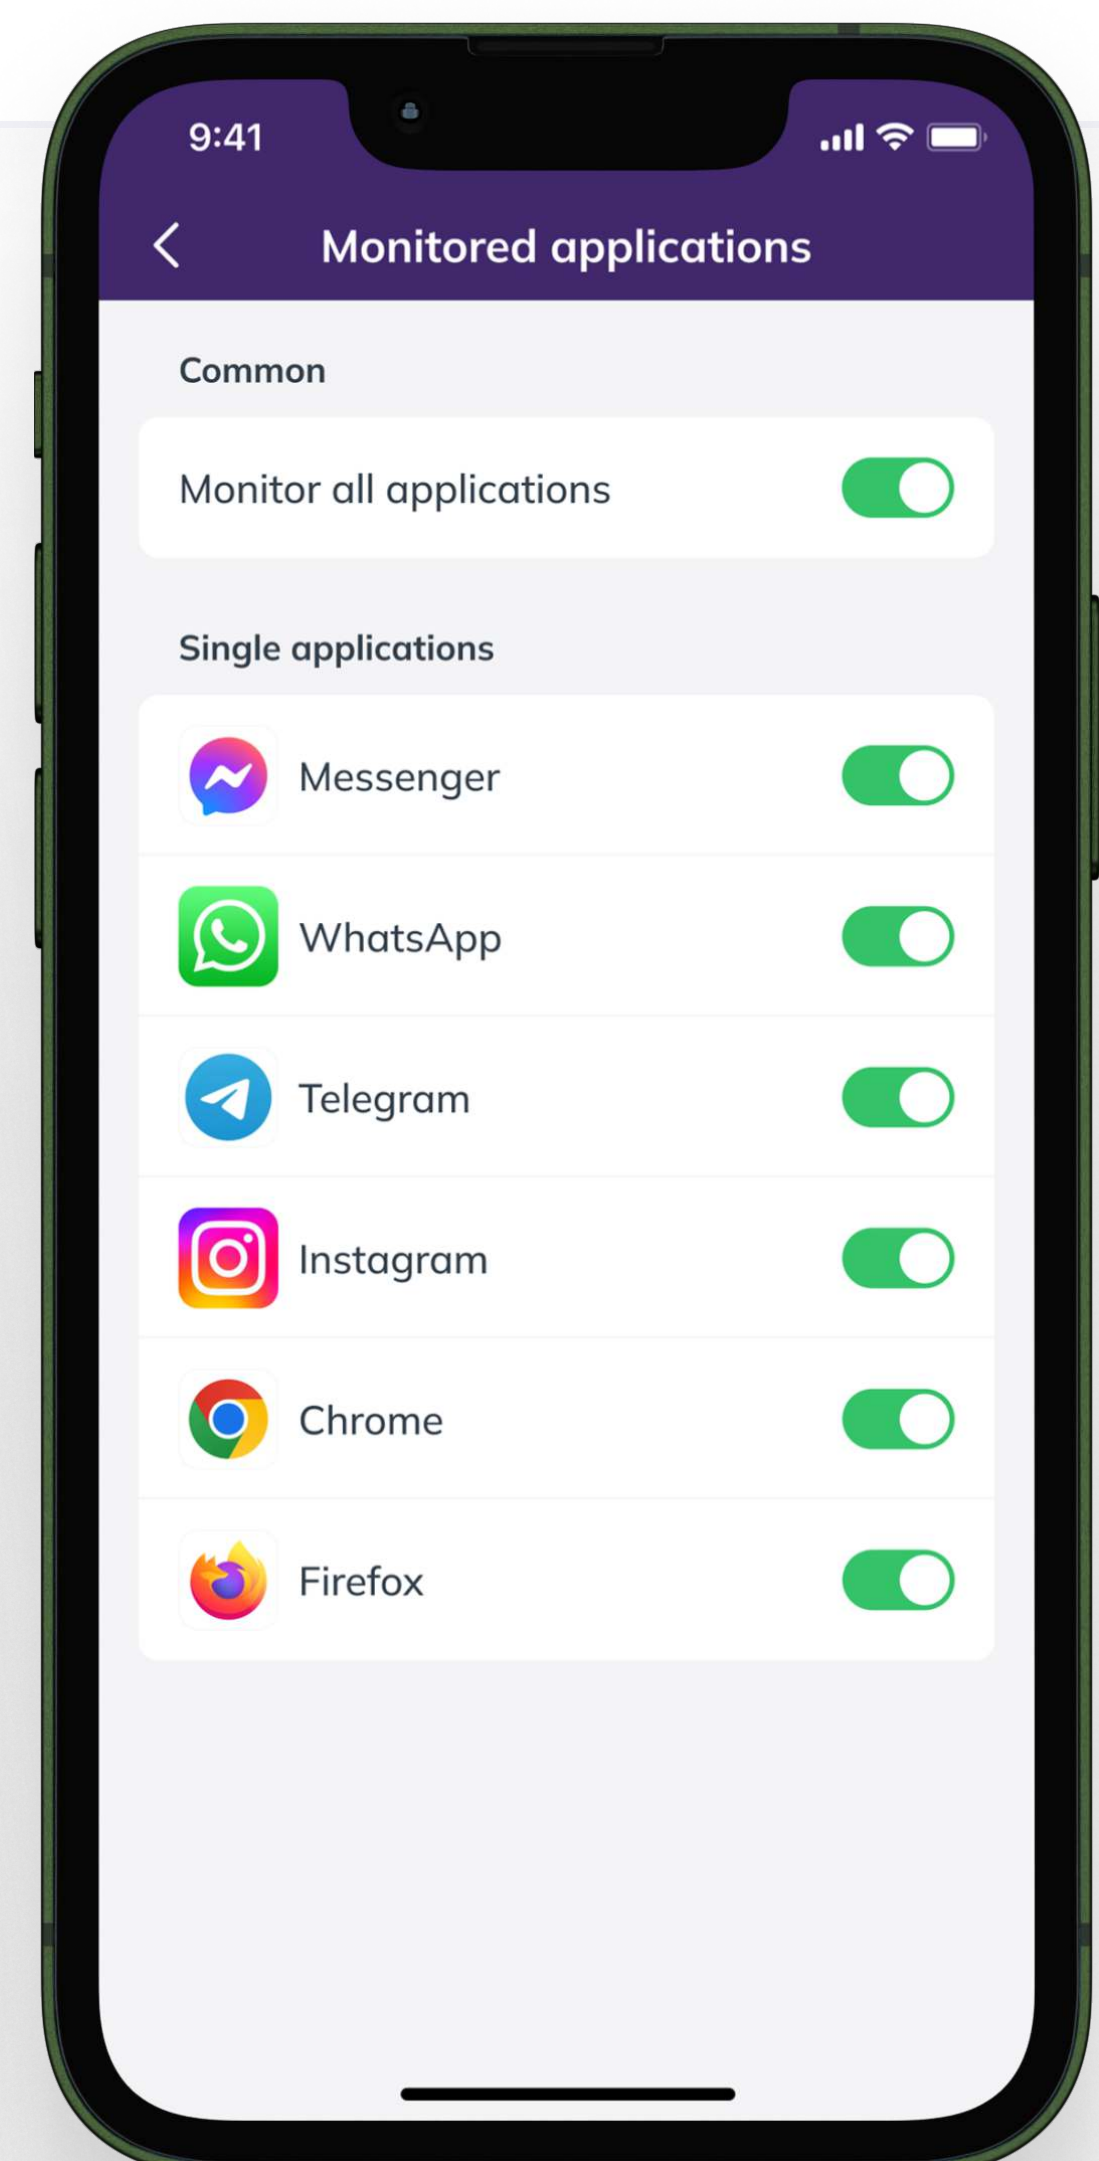 9:41
Monitored applications
Common
Monitor all applications
Single applications
Messenger
WhatsApp
Telegram
Instagram
Chrome
Firefox